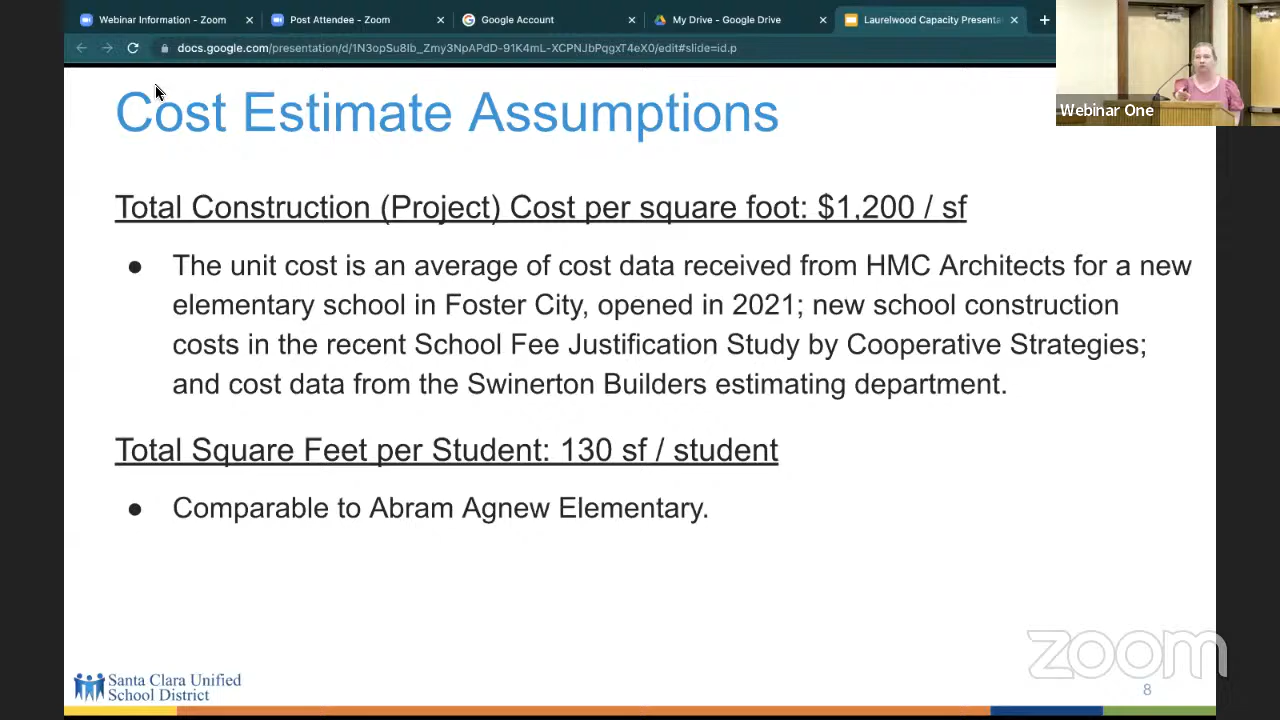 Webinar Information - Zoom
Post Attendee - Zoom
Google Account
My Drive - Google Drive
Laurelwood Capacity Presenta
docs.google.com/presentation/d/1N3opSu8Ib_Zmy3NpAPdD-91K4mL-XCPNJbPqgxT4eX0/edit#slide=id.p
Webinar One
Cost Estimate Assumptions
Total Construction (Project) Cost per square foot: $1,200 / sf
● The unit cost is an average of cost data received from HMC Architects for a new
elementary school in Foster City, opened in 2021; new school construction
costs in the recent School Fee Justification Study by Cooperative Strategies;
and cost data from the Swinerton Builders estimating department.
Total Square Feet per Student: 130 sf / student
● Comparable to Abram Agnew Elementary.
Santa Clara Unified
School District
zoom
8